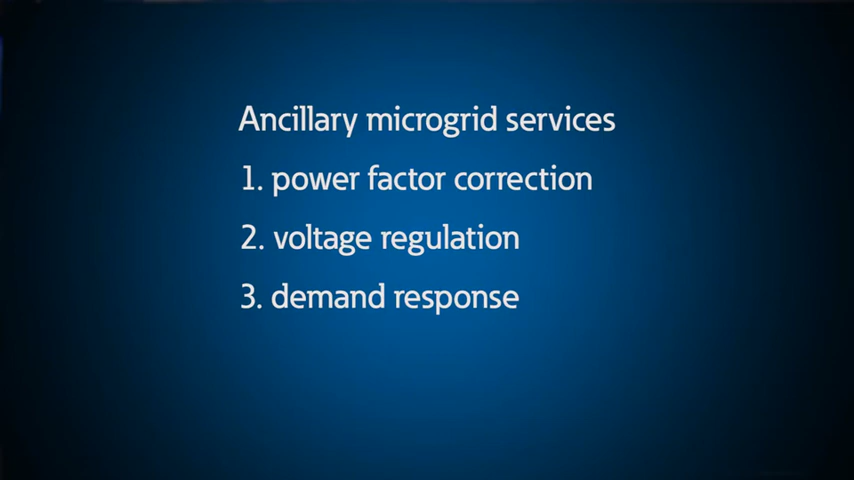 Ancillary microgrid services
1. power factor correction
2. voltage regulation
3. demand response